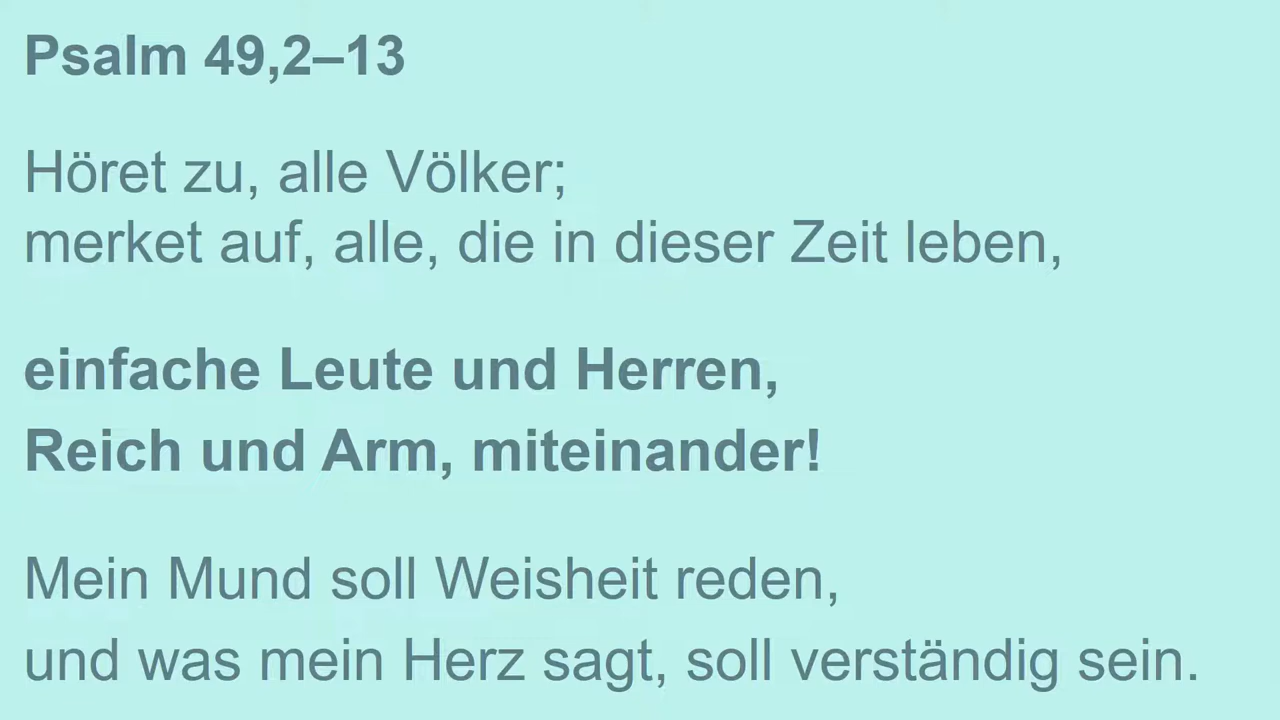 Psalm 49,2–13
Höret zu, alle Völker;
merket auf, alle, die in dieser Zeit leben,
einfache Leute und Herren,
Reich und Arm, miteinander!
Mein Mund soll Weisheit reden,
und was mein Herz sagt, soll verständig sein.